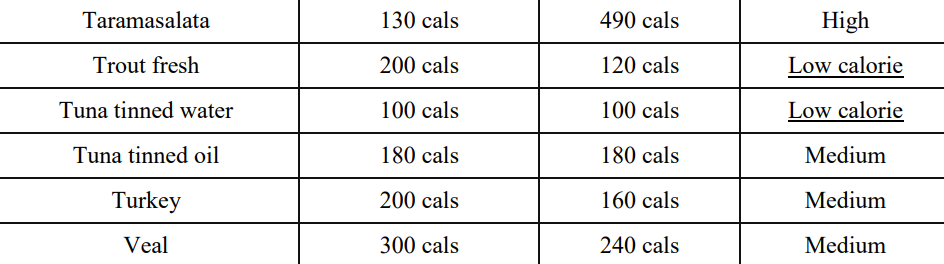 Taramasalata 130 cals 490 cals High
Trout fresh 200 cals 120 cals Low calorie
Tuna tinned water 100 cals 100 cals Low calorie
Tuna tinned oil 180 cals 180 cals Medium
Turkey 200 cals 160 cals Medium
Veal 300 cals 240 cals Medium